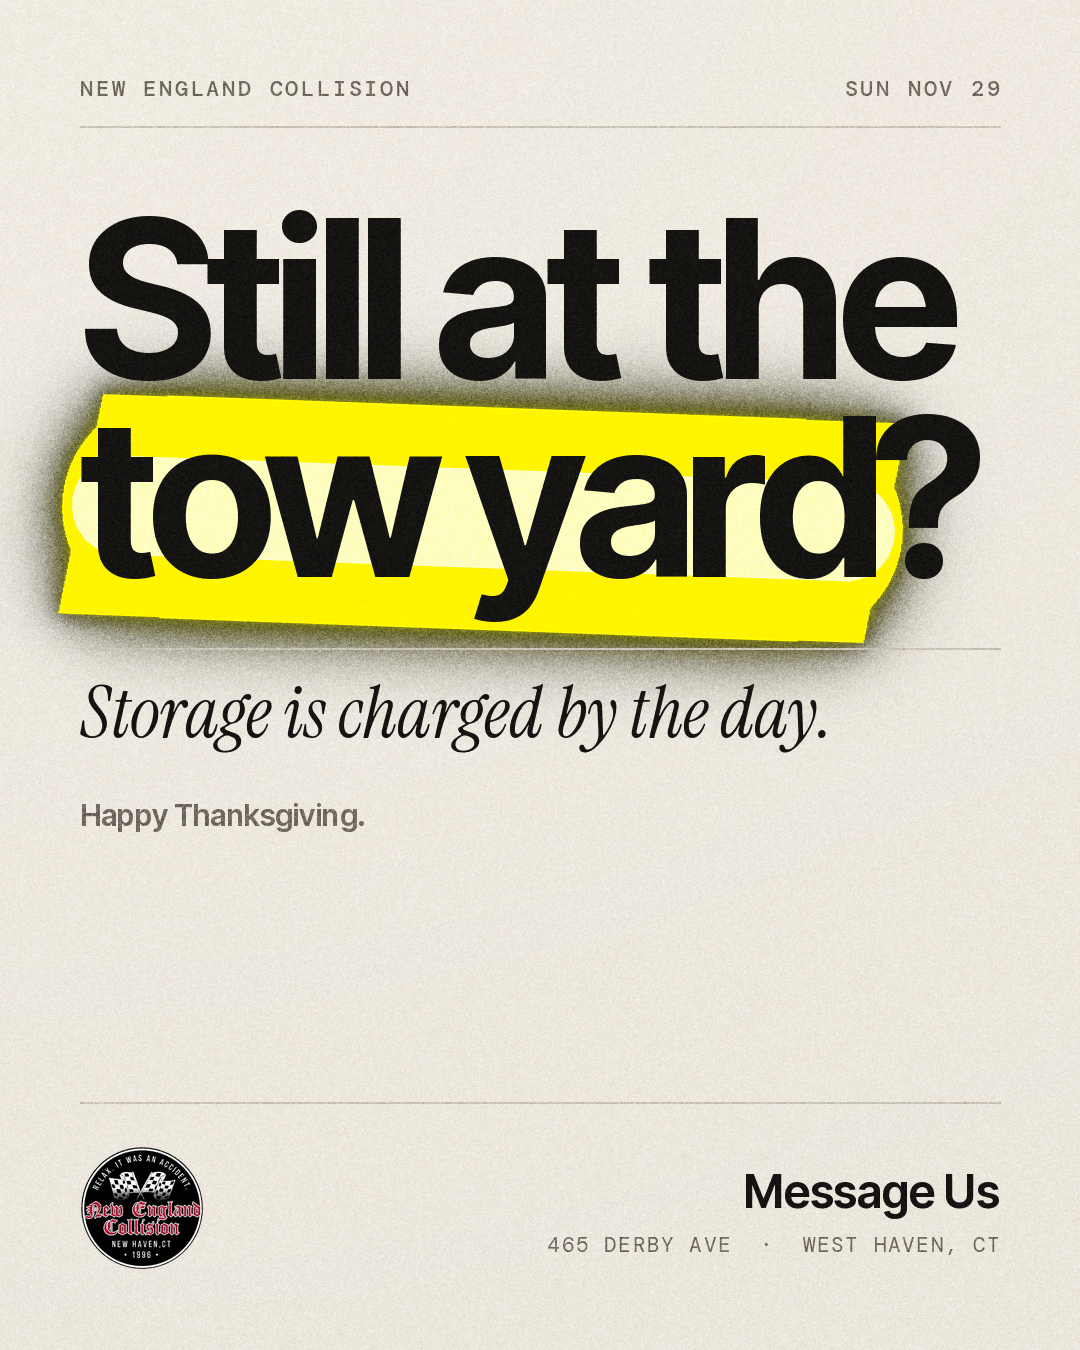 NEW ENGLAND COLLISION
SUN NOV 29
Still at the
tow yard?
Storage is charged by the day.
Happy Thanksgiving.
RELAX, IT WAS AN ACCIDENT.
New England
Collision
NEW HAVEN, CT
• 1996 •
Message Us
465 DERBY AVE · WEST HAVEN, CT